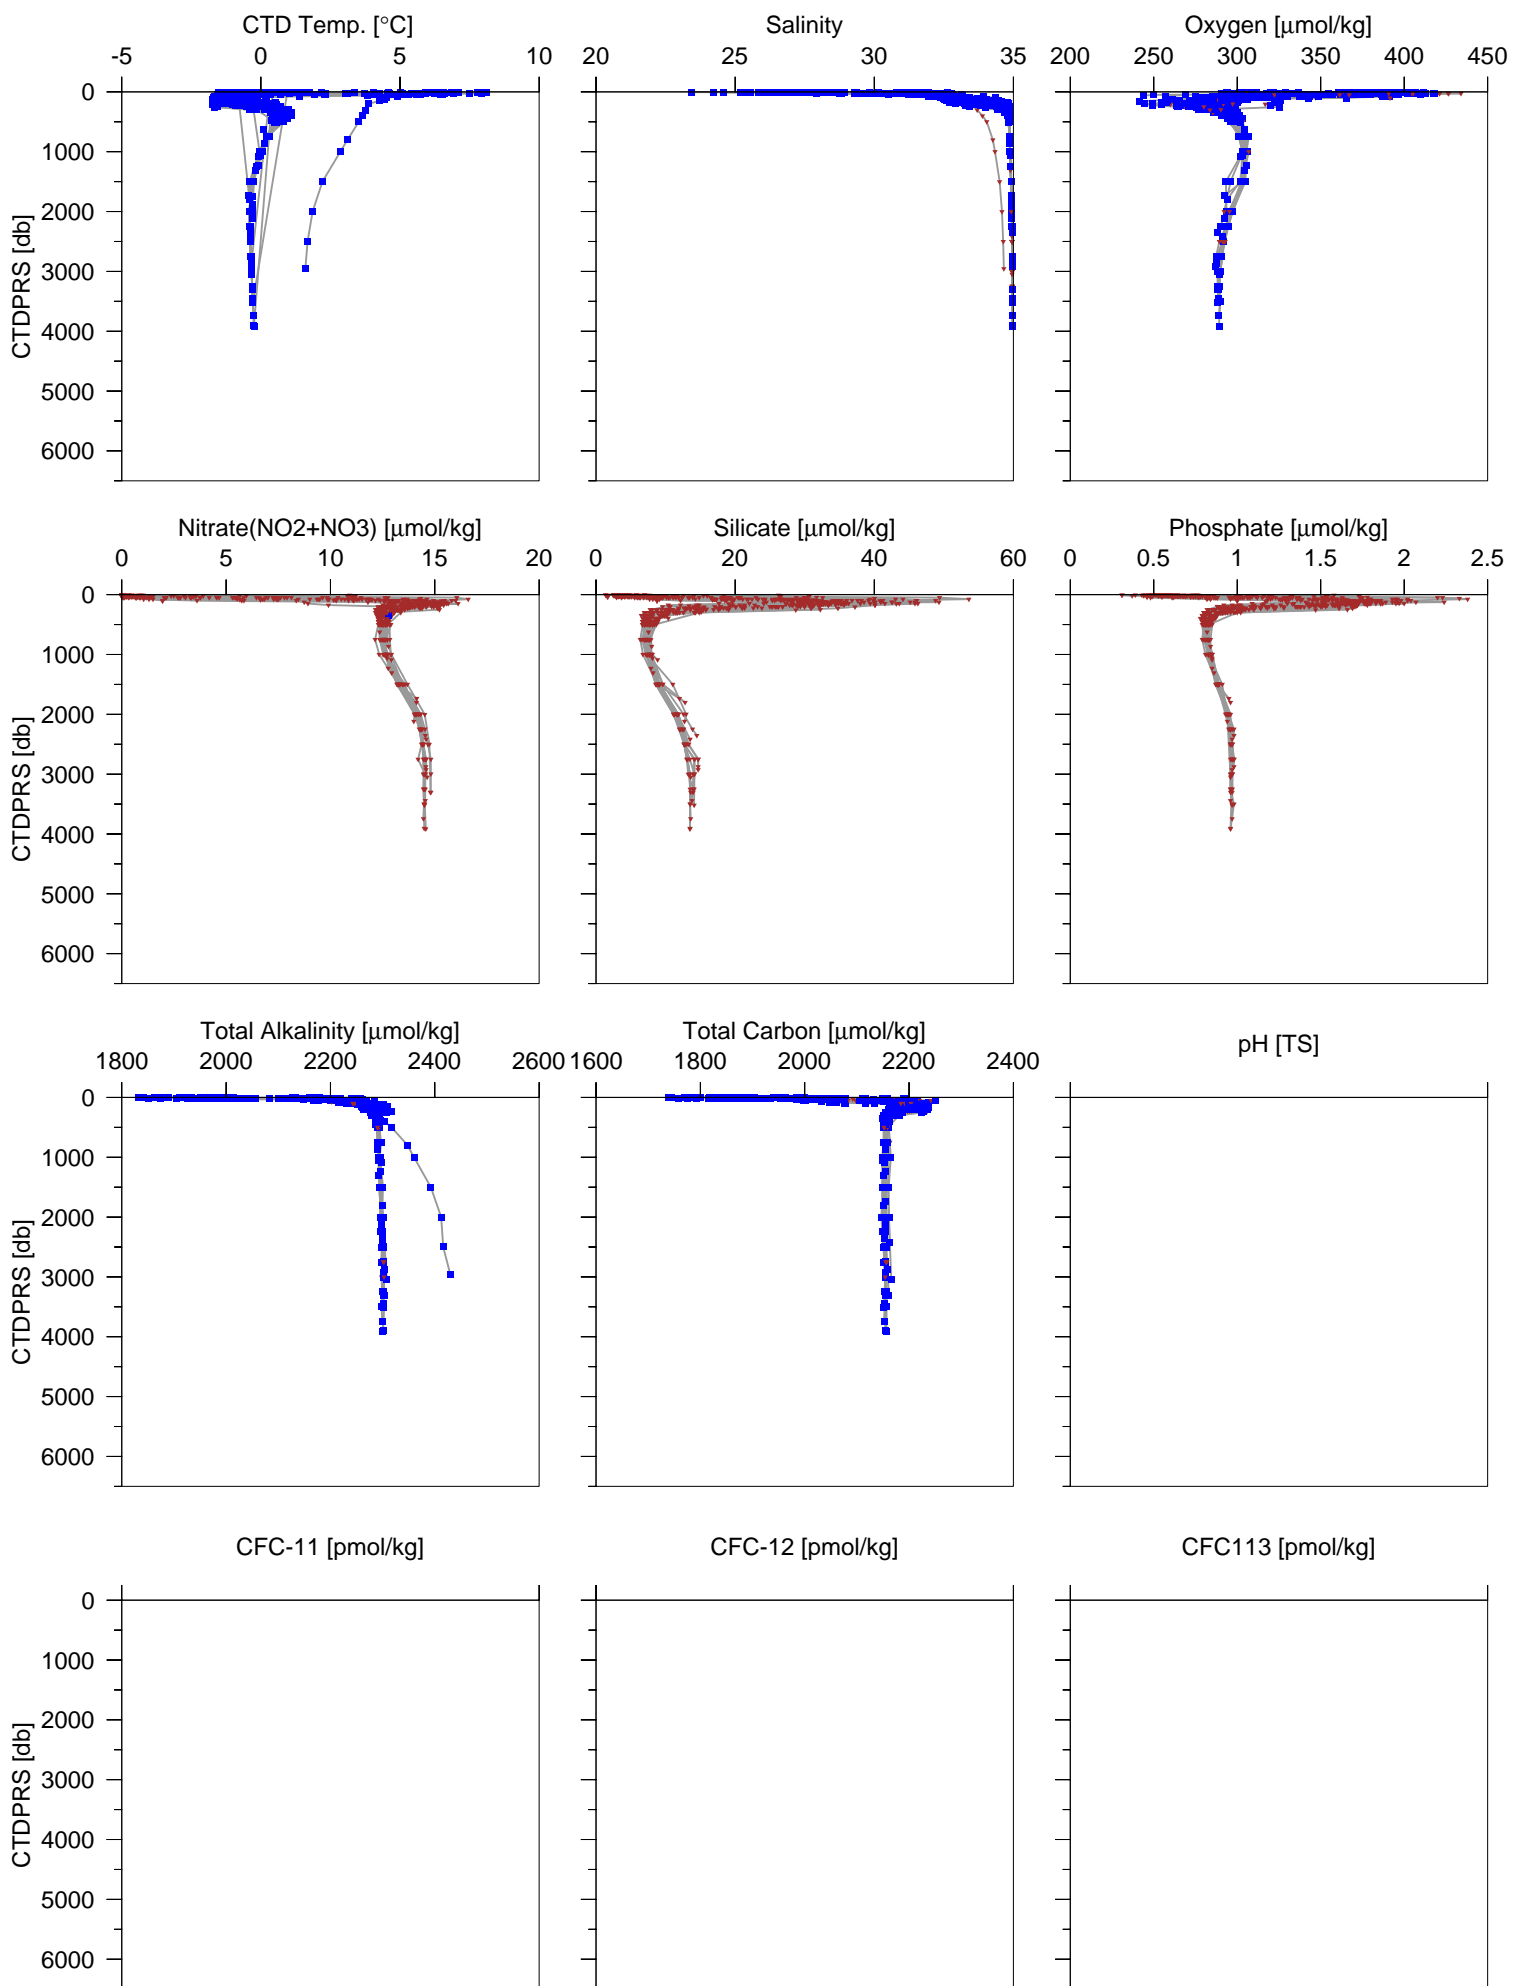 CTD Temp. [°C] Salinity Oxygen [μmol/kg]
-5 0 5 10 20 25 30 35 200 250 300 350 400 450
0
1000
2000
3000
4000
5000
6000
CTDPRS [db]
Nitrate(NO2+NO3) [μmol/kg] Silicate [μmol/kg] Phosphate [μmol/kg]
0 5 10 15 20 0 20 40 60 0 0.5 1 1.5 2 2.5
0
1000
2000
3000
4000
5000
6000
CTDPRS [db]
Total Alkalinity [μmol/kg] Total Carbon [μmol/kg] pH [TS]
1800 2000 2200 2400 2600 1600 1800 2000 2200 2400
0
1000
2000
3000
4000
5000
6000
CTDPRS [db]
CFC-11 [pmol/kg] CFC-12 [pmol/kg] CFC113 [pmol/kg]
0
1000
2000
3000
4000
5000
6000
CTDPRS [db]